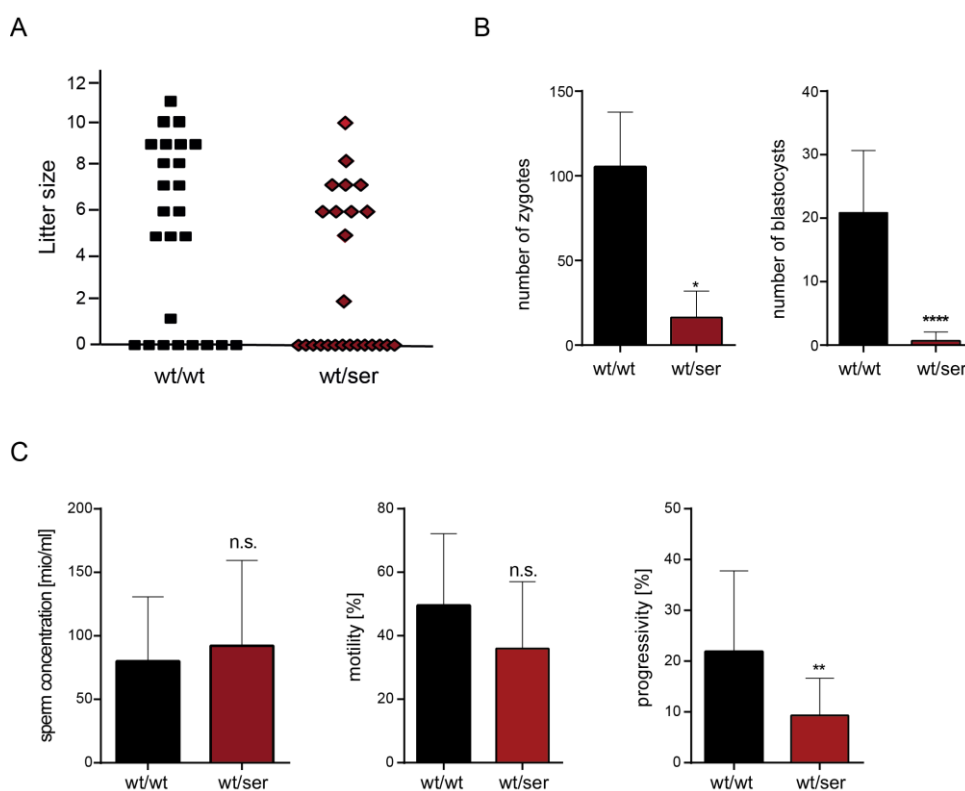 A
Litter size
12
10
8
6
4
2
0
wt/wt
wt/ser
B
number of zygotes
150
100
50
0
*
wt/wt
wt/ser
number of blastocysts
40
30
20
10
0
****
wt/wt
wt/ser
C
sperm concentration [mio/ml]
200
150
100
50
0
n.s.
wt/wt
wt/ser
motility [%]
80
60
40
20
0
n.s.
wt/wt
wt/ser
progressivity [%]
50
40
30
20
10
0
**
wt/wt
wt/ser